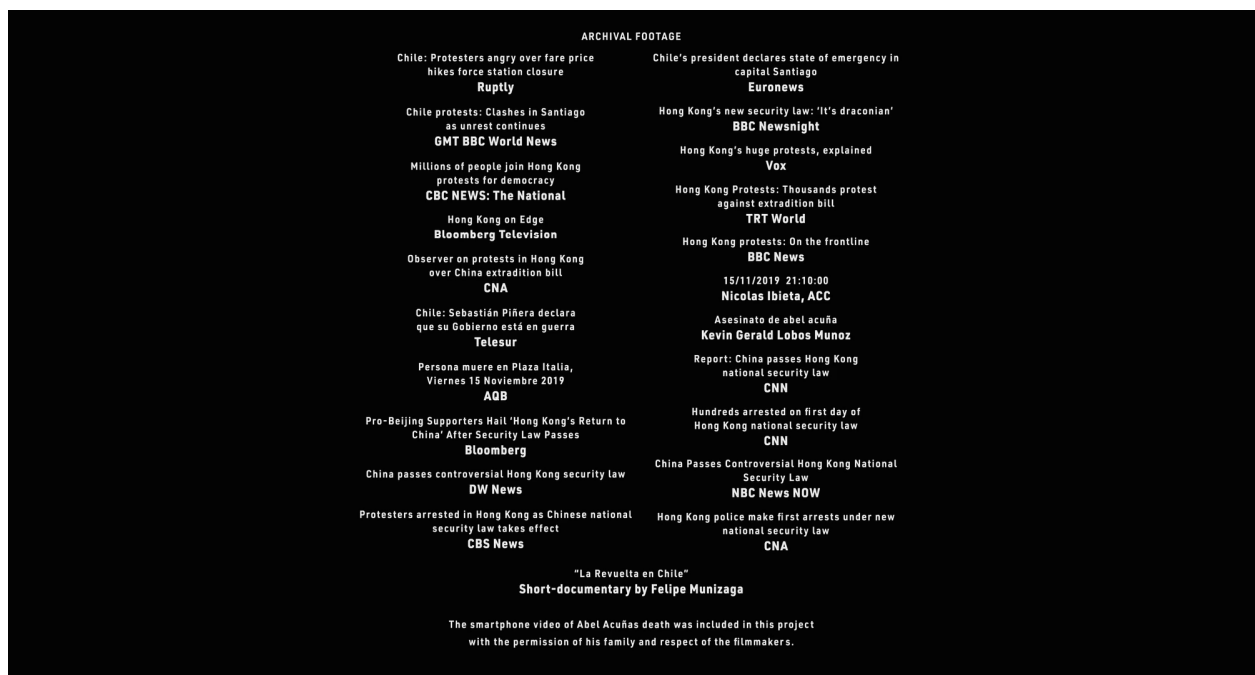 ARCHIVAL FOOTAGE
Chile: Protesters angry over fare price
hikes force station closure
Ruptly
Chile protests: Clashes in Santiago
as unrest continues
GMT BBC World News
Millions of people join Hong Kong
protests for democracy
CBC NEWS: The National
Hong Kong on Edge
Bloomberg Television
Observer on protests in Hong Kong
over China extradition bill
CNA
Chile: Sebastián Piñera declara
que su Gobierno está en guerra
Telesur
Persona muere en Plaza Italia,
Viernes 15 Noviembre 2019
AQB
Pro-Beijing Supporters Hail ‘Hong Kong’s Return to
China’ After Security Law Passes
Bloomberg
China passes controversial Hong Kong security law
DW News
Protesters arrested in Hong Kong as Chinese national
security law takes effect
CBS News
Chile’s president declares state of emergency in
capital Santiago
Euronews
Hong Kong’s new security law: ‘It’s draconian’
BBC Newsnight
Hong Kong’s huge protests, explained
Vox
Hong Kong Protests: Thousands protest
against extradition bill
TRT World
Hong Kong protests: On the frontline
BBC News
15/11/2019 21:10:00
Nicolas Ibieta, ACC
Asesinato de abel acuña
Kevin Gerald Lobos Munoz
Report: China passes Hong Kong
national security law
CNN
Hundreds arrested on first day of
Hong Kong national security law
CNN
China Passes Controversial Hong Kong National
Security Law
NBC News NOW
Hong Kong police make first arrests under new
national security law
CNA
“La Revuelta en Chile”
Short-documentary by Felipe Munizaga
The smartphone video of Abel Acuñas death was included in this project
with the permission of his family and respect of the filmmakers.